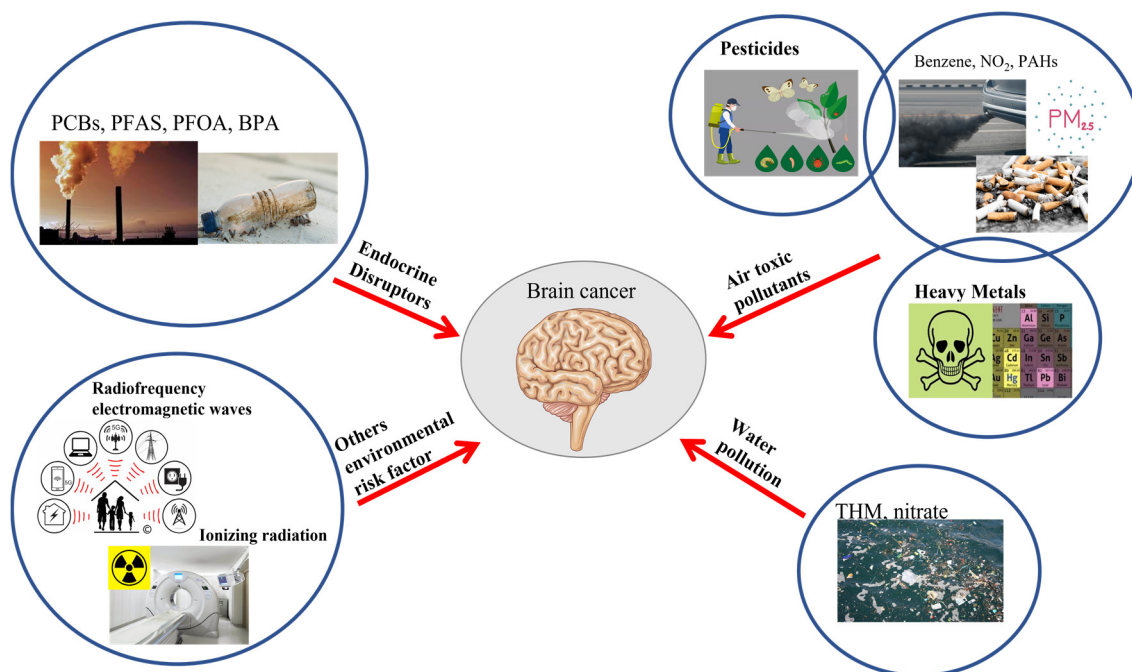 PCBs, PFAS, PFOA, BPA
Pesticides
Benzene, NO₂, PAHs
PM₂.₅
Endocrine
Disruptors
Brain cancer
Air toxic
pollutants
Heavy Metals
Al Si P
Zn Ga Ge As
Cd In Sn Sb
Au Hg Tl Pb Bi
Radiofrequency
electromagnetic waves
5G
5G
©
Others
environmental
risk factor
Ionizing radiation
Water
pollution
THM, nitrate